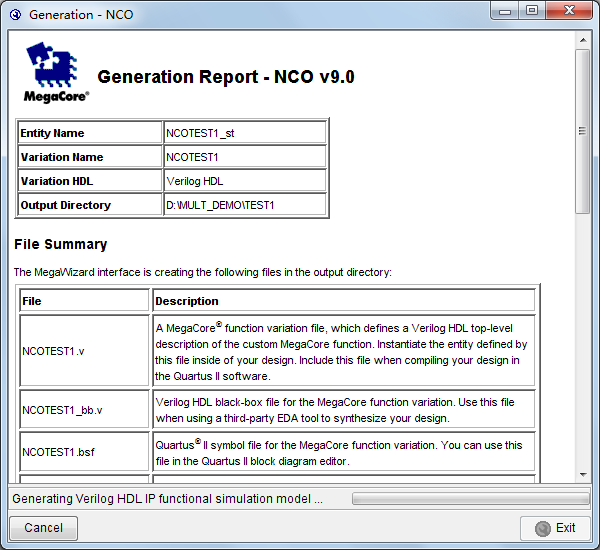 Generation - NCO
MegaCore®
Generation Report - NCO v9.0
Entity Name NCOTEST1_st
Variation Name NCOTEST1
Variation HDL Verilog HDL
Output Directory D:\MULT_DEMO\TEST1
File Summary
The MegaWizard interface is creating the following files in the output directory:
File Description
NCOTEST1.v
A MegaCore® function variation file, which defines a Verilog HDL top-level
description of the custom MegaCore function. Instantiate the entity defined by
this file inside of your design. Include this file when compiling your design in
the Quartus II software.
NCOTEST1_bb.v
Verilog HDL black-box file for the MegaCore function variation. Use this file
when using a third-party EDA tool to synthesize your design.
NCOTEST1.bsf
Quartus® II symbol file for the MegaCore function variation. You can use this
file in the Quartus II block diagram editor.
Generating Verilog HDL IP functional simulation model ...
Cancel
Exit